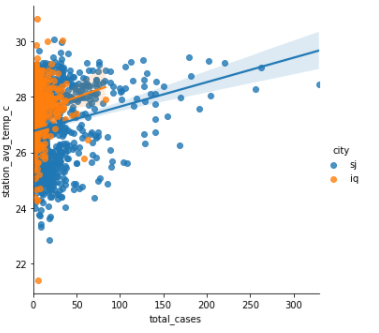 station_avg_temp_c
30
28
26
24
22
0 50 100 150 200 250 300
total_cases
city
sj
iq